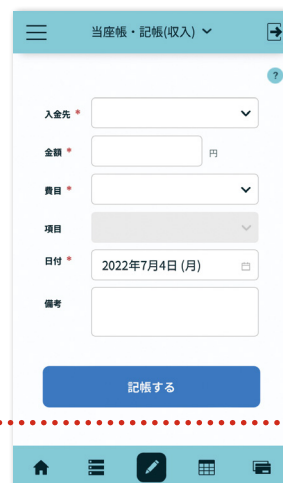 当座帳・記帳(収入)
?
入金先 *
金額 * 円
費目 *
項目
日付 * 2022年7月4日 (月)
備考
記帳する